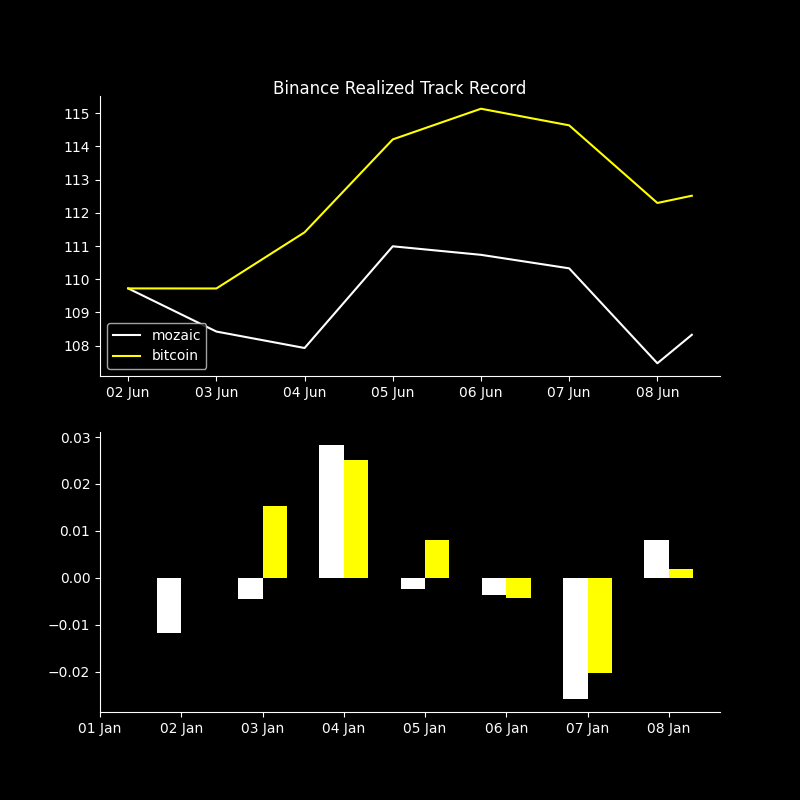 Binance Realized Track Record
115
114
113
112
111
110
109
108
mozaic
bitcoin
02 Jun 03 Jun 04 Jun 05 Jun 06 Jun 07 Jun 08 Jun
0.03
0.02
0.01
0.00
−0.01
−0.02
01 Jan 02 Jan 03 Jan 04 Jan 05 Jan 06 Jan 07 Jan 08 Jan